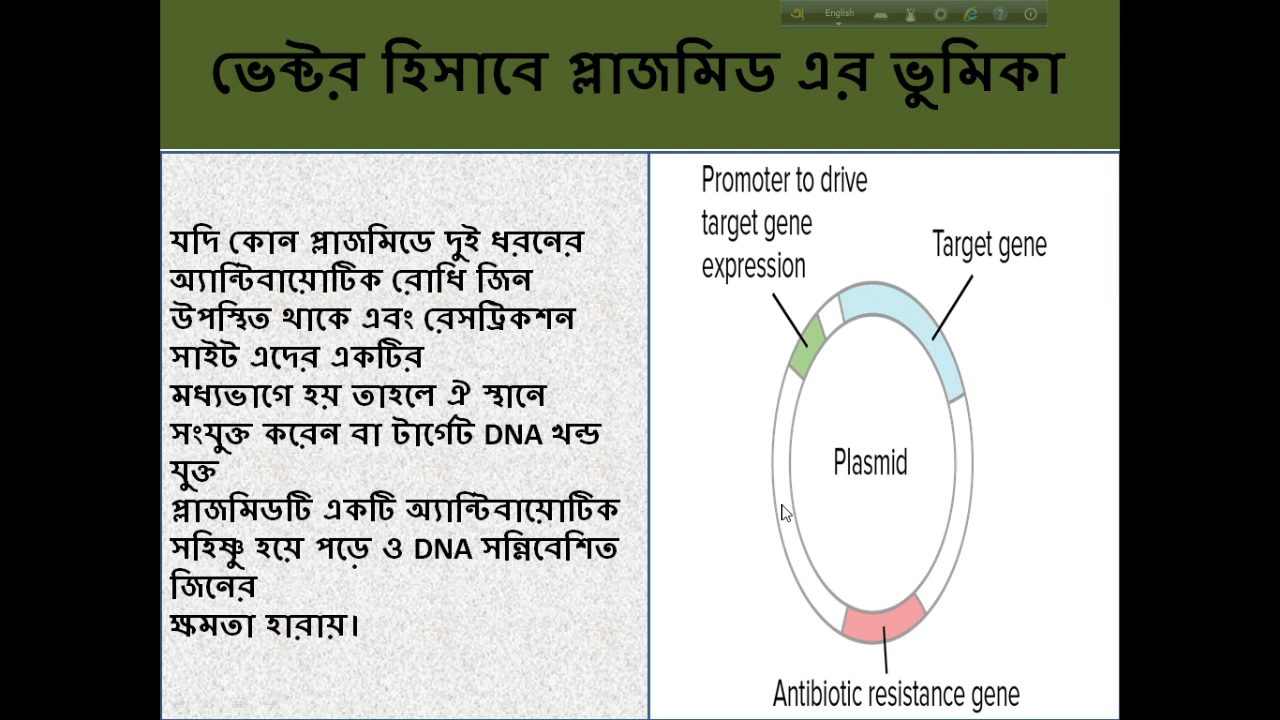 English
ভেক্টর হিসাবে প্লাজমিড এর ভুমিকা
যদি কোন প্লাজমিডে দুই ধরনের
অ্যান্টিবায়োটিক রোধি জিন
উপস্থিত থাকে এবং রেসট্রিকশন
সাইট এদের একটির
মধ্যভাগে হয় তাহলে ঐ স্থানে
সংযুক্ত করেন বা টার্গেট DNA খন্ড
যুক্ত
প্লাজমিডটি একটি অ্যান্টিবায়োটিক
সহিষ্ণু হয়ে পড়ে ও DNA সন্নিবেশিত
জিনের
ক্ষমতা হারায়।
Promoter to drive
target gene
expression
Target gene
Plasmid
Antibiotic resistance gene